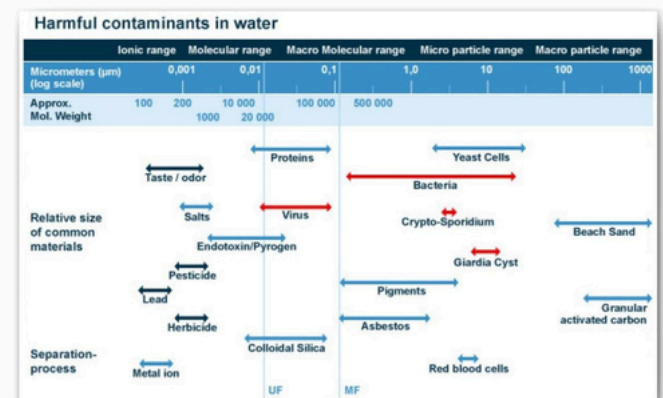 Harmful contaminants in water
Ionic range Molecular range Macro Molecular range Micro particle range Macro particle range
Micrometers (µm) 0,001 0,01 0,1 1,0 10 100 1000
(log scale)
Approx. 100 200 10 000 100 000 500 000
Mol. Weight 1000 20 000
Proteins Yeast Cells
Taste / odor Bacteria
Relative size
of common
materials
Salts Virus Crypto-Sporidium Beach Sand
Endotoxin/Pyrogen
Giardia Cyst
Pesticide
Pigments
Lead
Granular
activated carbon
Herbicide Asbestos
Colloidal Silica
Separation-
process
Metal ion Red blood cells
UF MF